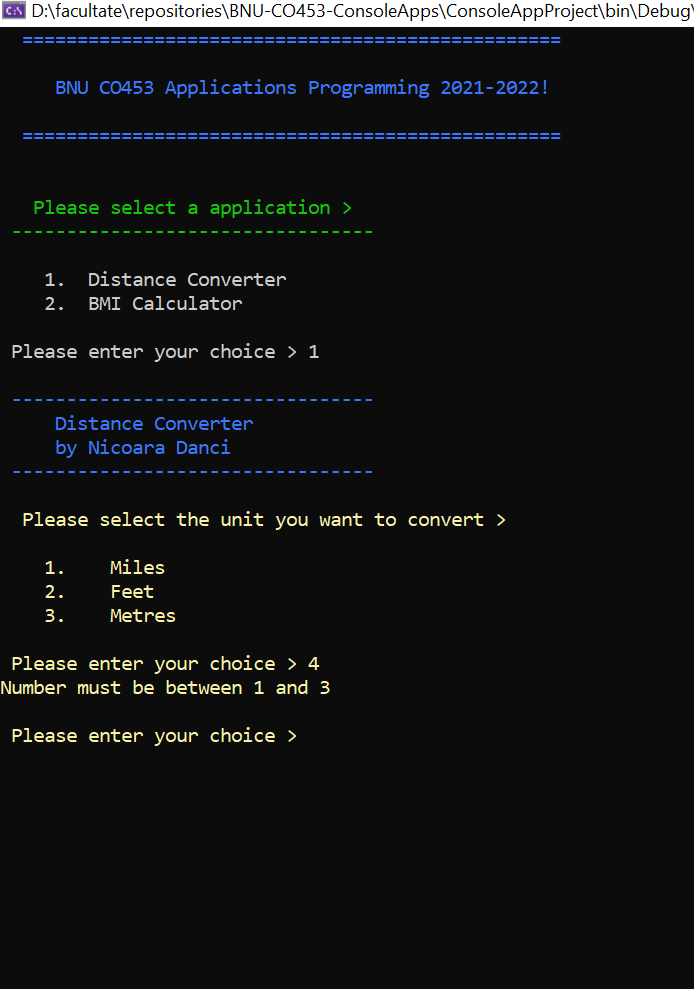 D:\facultate\repositories\BNU-CO453-ConsoleApps\ConsoleAppProject\bin\Debug\
=================================================
BNU CO453 Applications Programming 2021-2022!
=================================================
Please select a application >
---------------------------------
1.  Distance Converter
2.  BMI Calculator
Please enter your choice > 1
---------------------------------
Distance Converter
by Nicoara Danci
---------------------------------
Please select the unit you want to convert >
1.    Miles
2.    Feet
3.    Metres
Please enter your choice > 4
Number must be between 1 and 3
Please enter your choice >